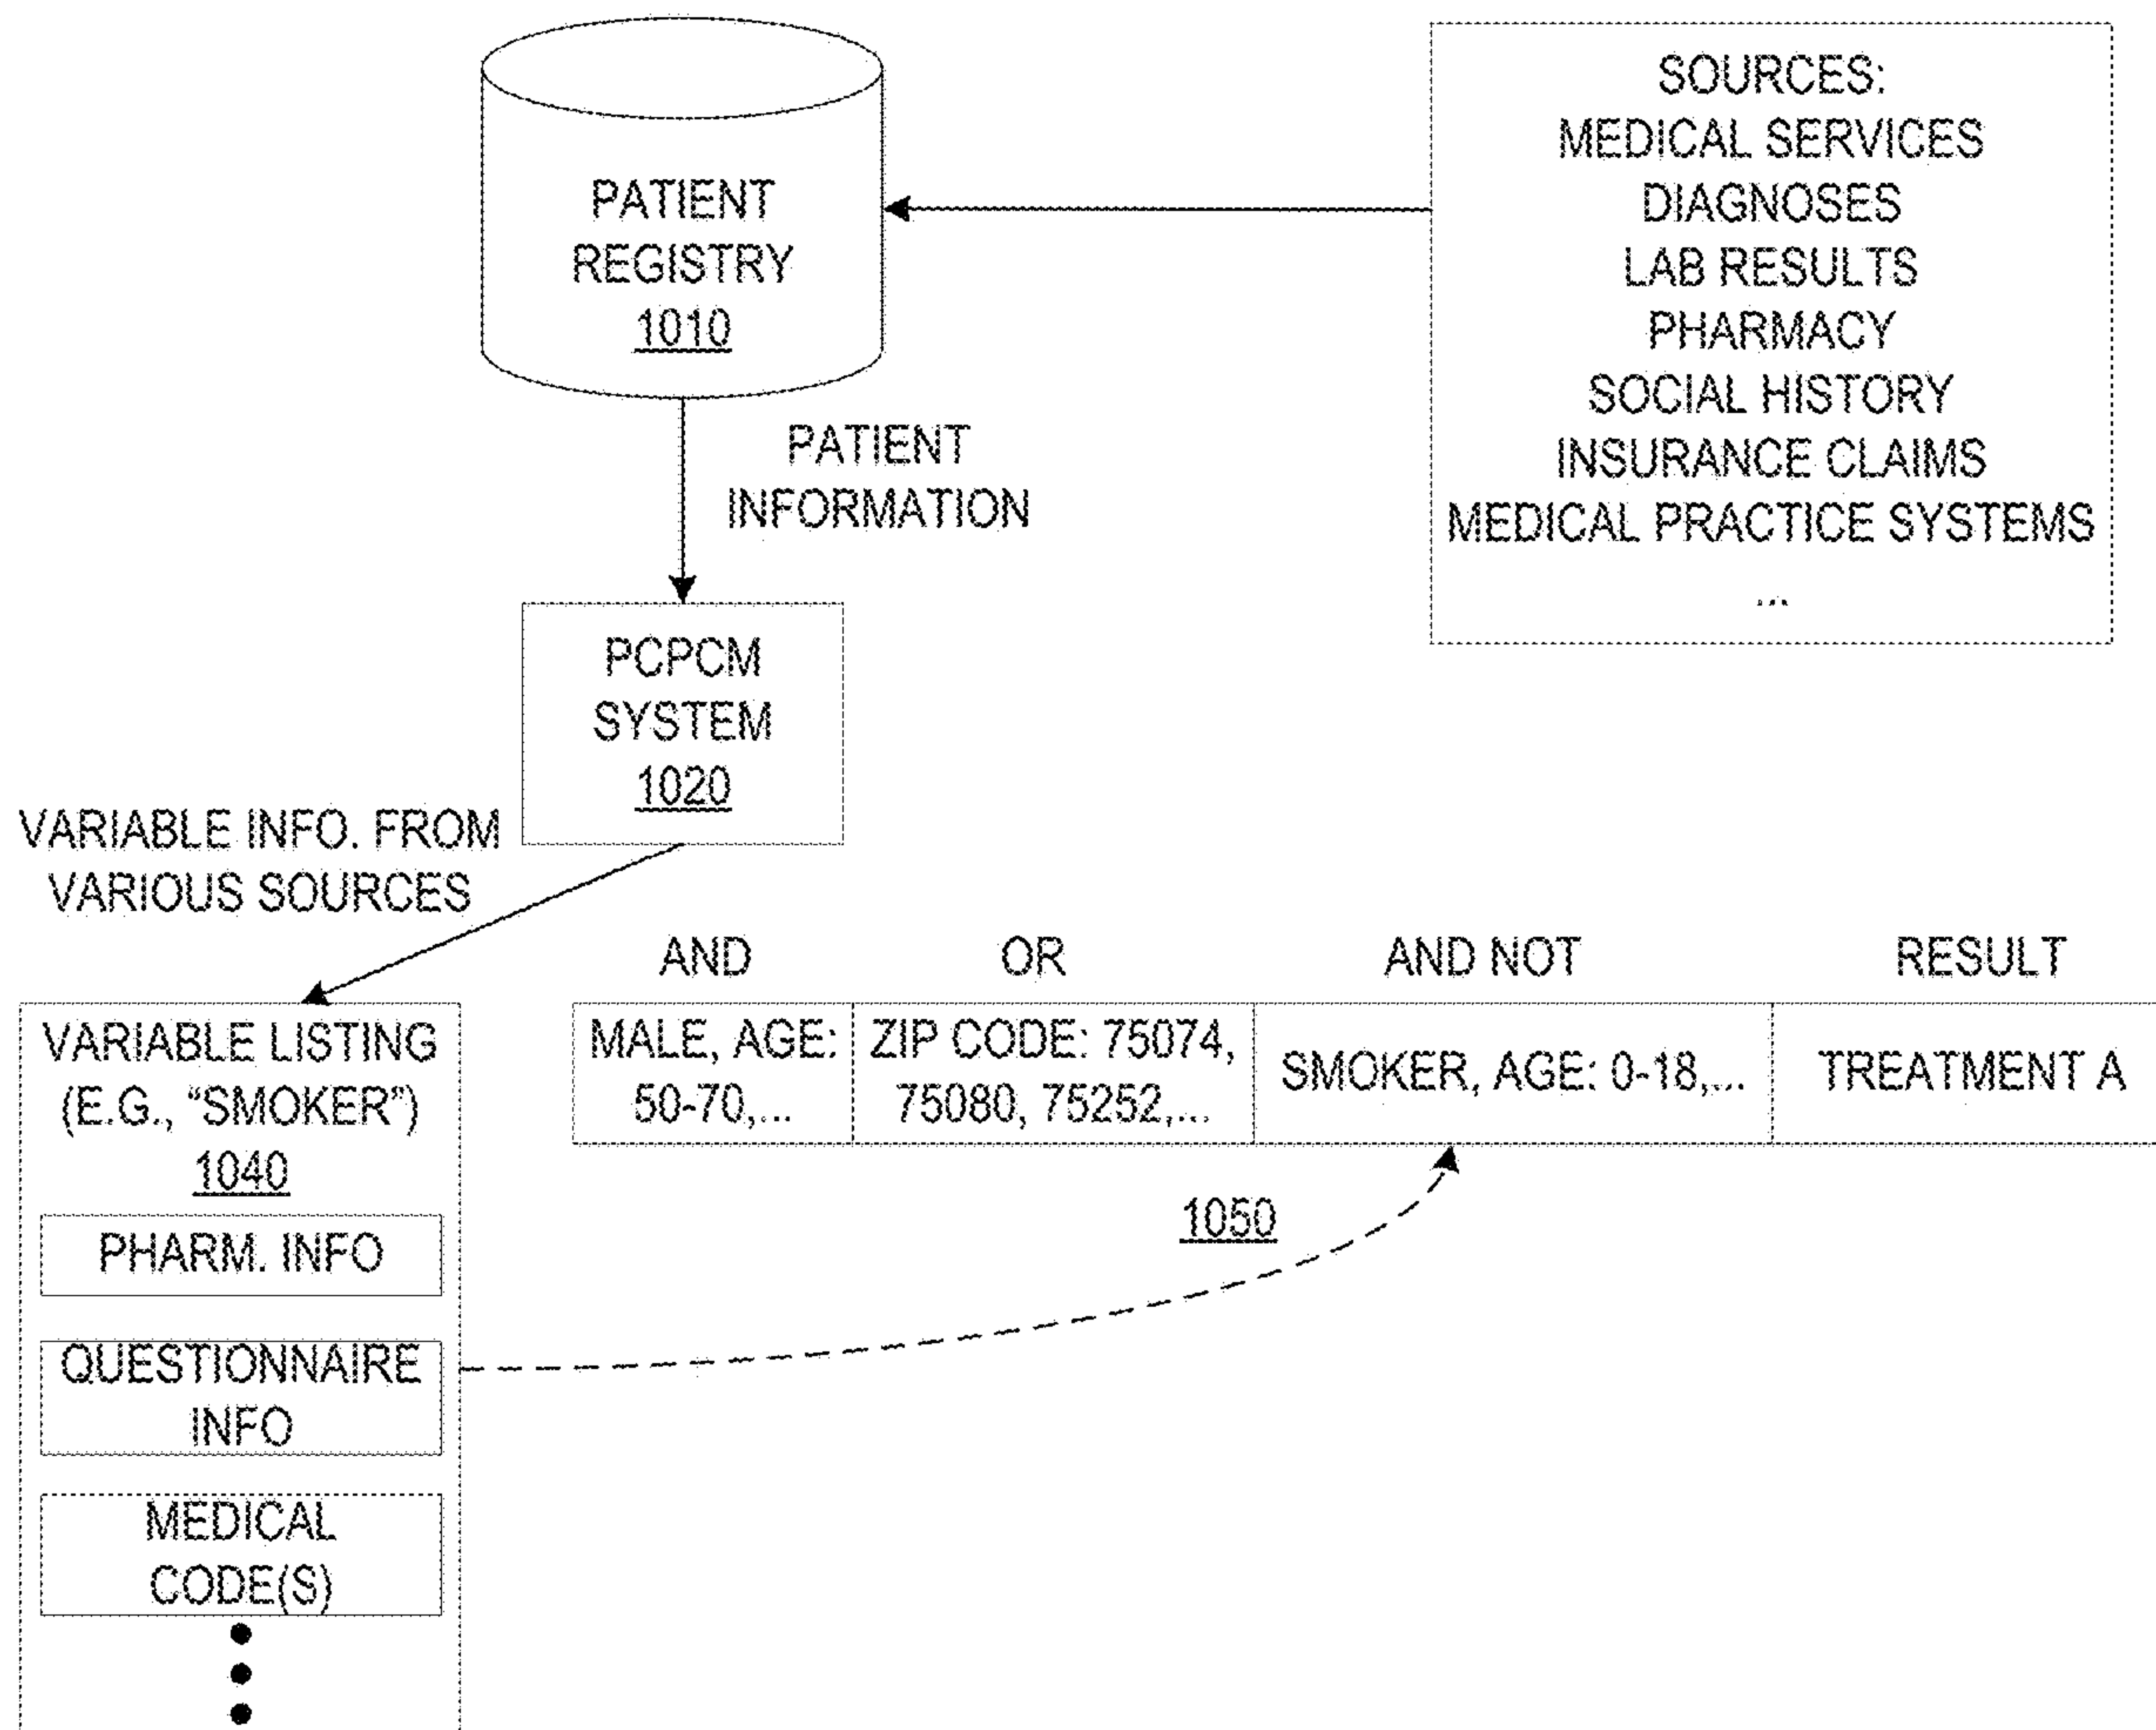 PATIENT
REGISTRY
1010
SOURCES:
MEDICAL SERVICES
DIAGNOSES
LAB RESULTS
PHARMACY
SOCIAL HISTORY
INSURANCE CLAIMS
MEDICAL PRACTICE SYSTEMS
...
PATIENT
INFORMATION
PCPCM
SYSTEM
1020
VARIABLE INFO. FROM
VARIOUS SOURCES
AND
OR
AND NOT
RESULT
MALE, AGE:
50-70,...
ZIP CODE: 75074,
75080, 75252,...
SMOKER, AGE: 0-18,...
TREATMENT A
1050
VARIABLE LISTING
(E.G., “SMOKER”)
1040
PHARM. INFO
QUESTIONNAIRE
INFO
MEDICAL
CODE(S)